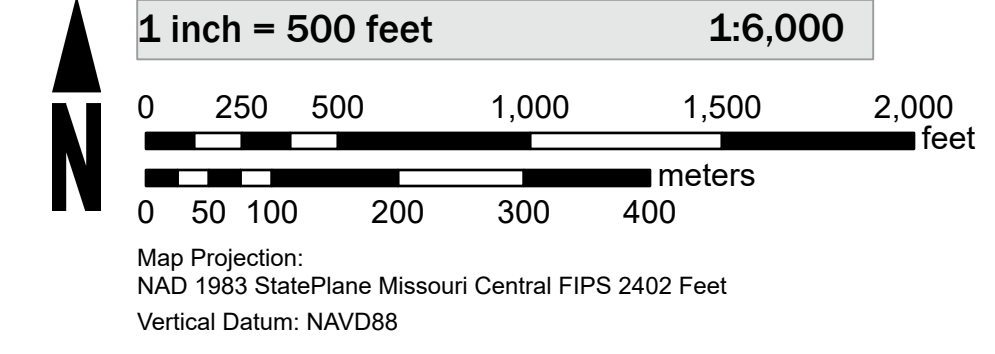 1 inch = 500 feet 1:6,000
0 250 500 1,000 1,500 2,000
feet
meters
0 50 100 200 300 400
N
Map Projection:
NAD 1983 StatePlane Missouri Central FIPS 2402 Feet
Vertical Datum: NAVD88